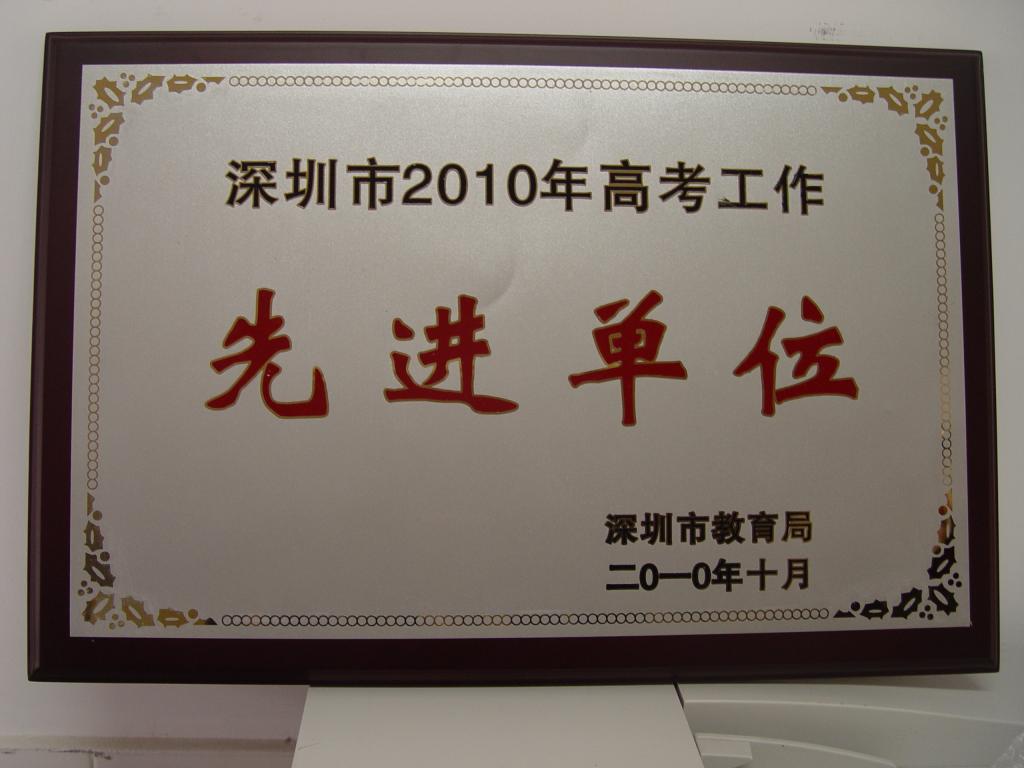 深圳市2010年高考工作
先进单位
深圳市教育局
二0一0年十月